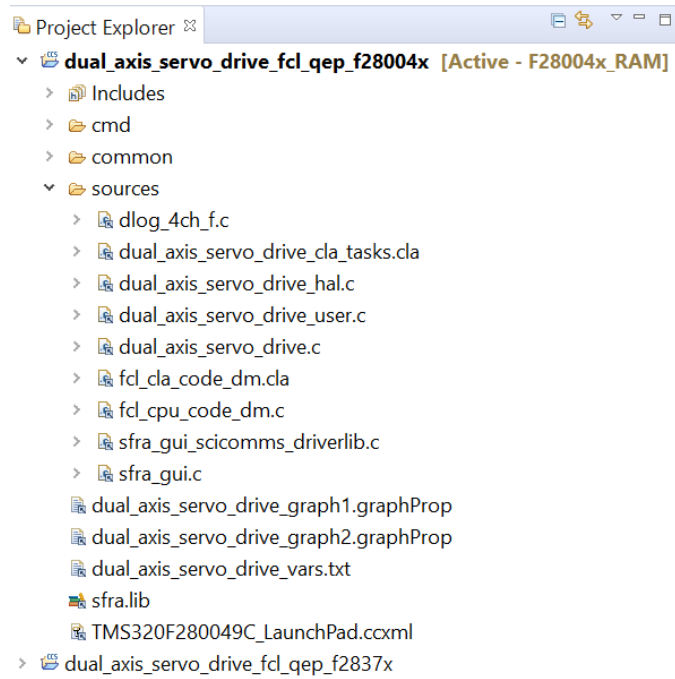 Project Explorer
dual_axis_servo_drive_fcl_qep_f28004x [Active - F28004x_RAM]
Includes
cmd
common
sources
dlog_4ch_f.c
dual_axis_servo_drive_cla_tasks.cla
dual_axis_servo_drive_hal.c
dual_axis_servo_drive_user.c
dual_axis_servo_drive.c
fcl_cla_code_dm.cla
fcl_cpu_code_dm.c
sfra_gui_scicomms_driverlib.c
sfra_gui.c
dual_axis_servo_drive_graph1.graphProp
dual_axis_servo_drive_graph2.graphProp
dual_axis_servo_drive_vars.txt
sfra.lib
TMS320F280049C_LaunchPad.ccxml
dual_axis_servo_drive_fcl_qep_f2837x